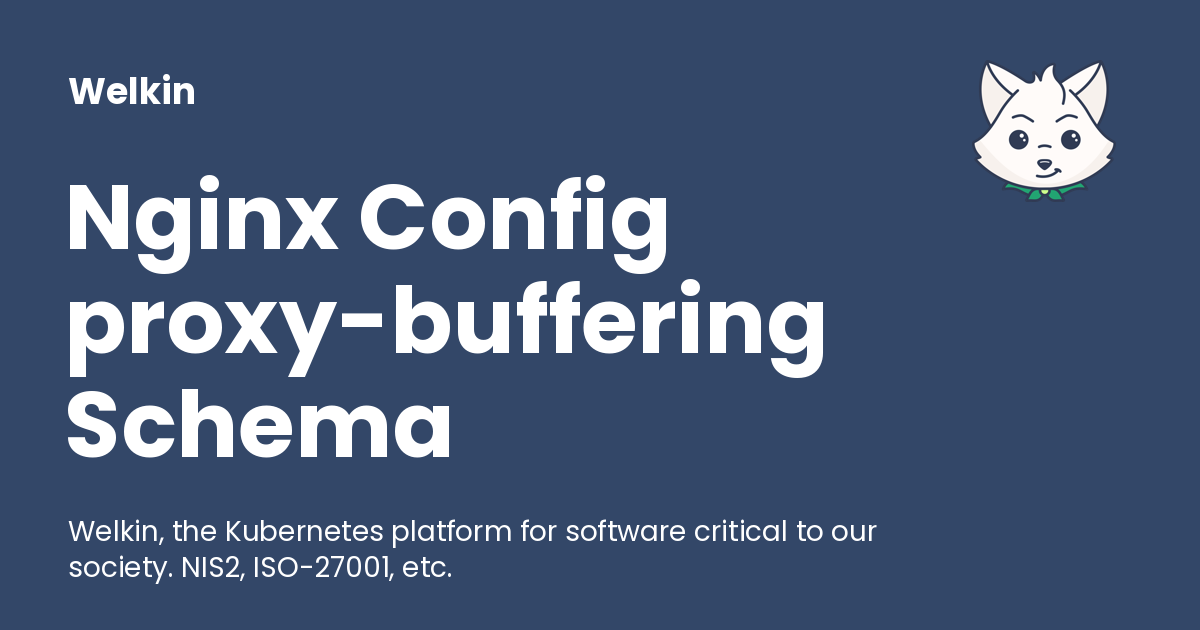 Welkin
Nginx Config
proxy-buffering
Schema
Welkin, the Kubernetes platform for software critical to our
society. NIS2, ISO-27001, etc.